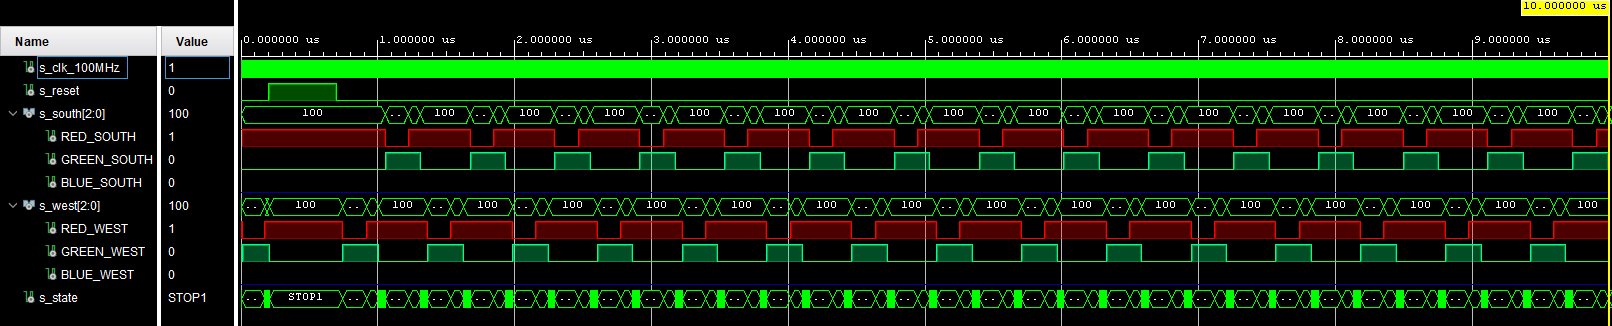 10.000000 us
Name Value
0.000000 us 1.000000 us 2.000000 us 3.000000 us 4.000000 us 5.000000 us 6.000000 us 7.000000 us 8.000000 us 9.000000 us
s_clk_100MHz 1
s_reset 0
s_south[2:0] 100 100 .. 100 .. 100 .. 100 .. 100 .. 100 .. 100 .. 100 .. 100 .. 100 .. 100 .. 100 .. 100 .. 100 .. 100 ..
RED_SOUTH 1
GREEN_SOUTH 0
BLUE_SOUTH 0
s_west[2:0] 100 .. 100 .. 100 .. 100 .. 100 .. 100 .. 100 .. 100 .. 100 .. 100 .. 100 .. 100 .. 100 .. 100 .. 100 .. 100 .. 100
RED_WEST 1
GREEN_WEST 0
BLUE_WEST 0
s_state STOP1 .. STOP1 .. .. .. .. .. .. .. .. .. .. .. .. .. .. .. .. .. .. .. .. .. .. .. .. .. .. .. .. ..